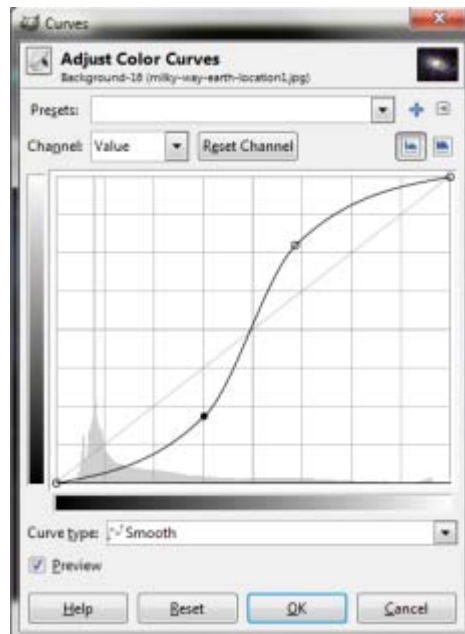 Curves
Adjust Color Curves
Background-18 (milky-way-earth-location1.jpg)
Presets:
Channel: Value Reset Channel
Curve type: Smooth
Preview
Help Reset OK Cancel